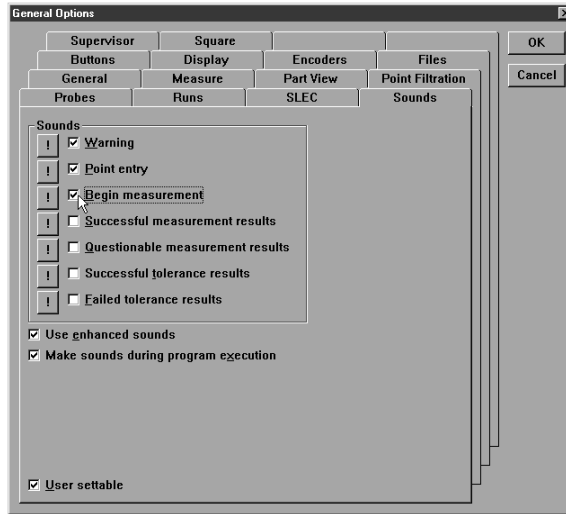 General Options
Supervisor Square
OK
Buttons Display Encoders Files
General Measure Part View Point Filtration
Cancel
Probes Runs SLEC Sounds
Sounds
! Warning
! Point entry
! Begin measurement
! Successful measurement results
! Questionable measurement results
! Successful tolerance results
! Failed tolerance results
Use enhanced sounds
Make sounds during program execution
User settable